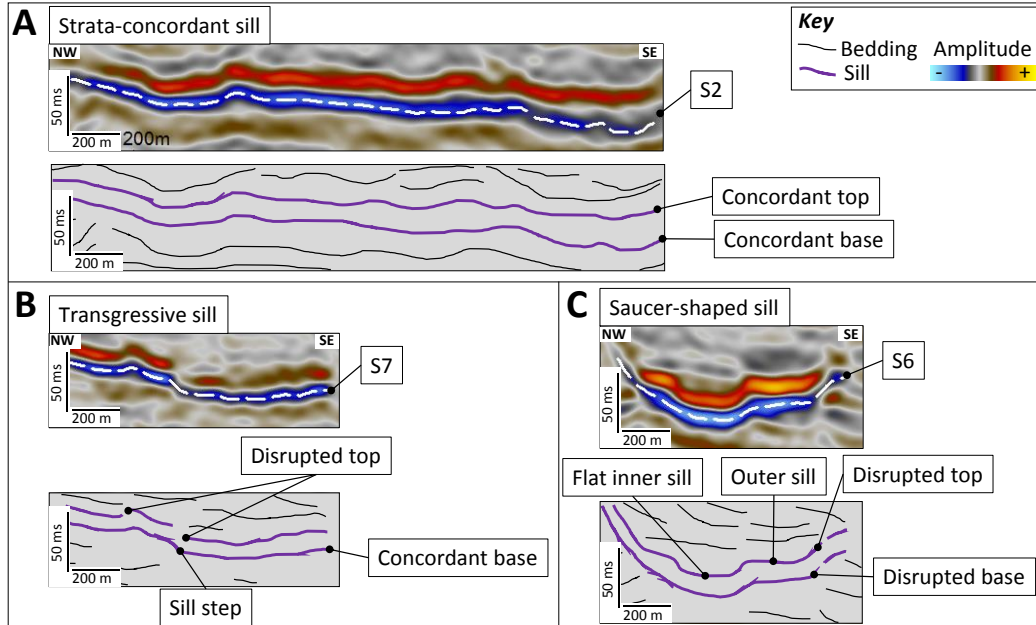 A
Strata-concordant sill
NW
SE
50 ms
200 m
200m
S2
Key
Bedding
Sill
Amplitude
- +
50 ms
200 m
Concordant top
Concordant base
B
Transgressive sill
NW
SE
50 ms
200 m
S7
Disrupted top
50 ms
200 m
Concordant base
Sill step
C
Saucer-shaped sill
NW
SE
50 ms
200 m
S6
Flat inner sill
Outer sill
Disrupted top
50 ms
200 m
Disrupted base